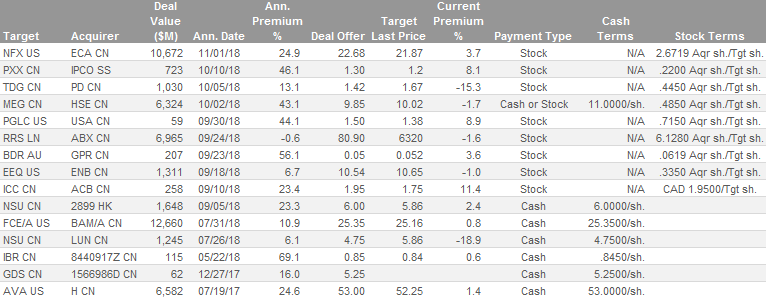 Target Acquirer Deal Value ($M) Ann. Date Ann. Premium % Deal Offer Target Last Price Current Premium % Payment Type Cash Terms Stock Terms
NFX US ECA CN 10,672 11/01/18 24.9 22.68 21.87 3.7 Stock N/A 2.6719 Aqr sh./Tgt sh.
PXX CN IPCO SS 723 10/10/18 46.1 1.30 1.2 8.1 Stock N/A .2200 Aqr sh./Tgt sh.
TDG CN PD CN 1,030 10/05/18 13.1 1.42 1.67 -15.3 Stock N/A .4450 Aqr sh./Tgt sh.
MEG CN HSE CN 6,324 10/02/18 43.1 9.85 10.02 -1.7 Cash or Stock 11.0000/sh. .4850 Aqr sh./Tgt sh.
PGLC US USA CN 59 09/30/18 44.1 1.50 1.38 8.9 Stock N/A .7150 Aqr sh./Tgt sh.
RRS LN ABX CN 6,965 09/24/18 -0.6 80.90 6320 -1.6 Stock N/A 6.1280 Aqr sh./Tgt sh.
BDR AU GPR CN 207 09/23/18 56.1 0.05 0.052 3.6 Stock N/A .0619 Aqr sh./Tgt sh.
EEQ US ENB CN 1,311 09/18/18 6.7 10.54 10.65 -1.0 Stock N/A .3350 Aqr sh./Tgt sh.
ICC CN ACB CN 258 09/10/18 23.4 1.95 1.75 11.4 Stock N/A CAD 1.9500/Tgt sh.
NSU CN 2899 HK 1,648 09/05/18 23.3 6.00 5.86 2.4 Cash 6.0000/sh.
FCE/A US BAM/A CN 12,660 07/31/18 10.9 25.35 25.16 0.8 Cash 25.3500/sh.
NSU CN LUN CN 1,245 07/26/18 6.1 4.75 5.86 -18.9 Cash 4.7500/sh.
IBR CN 8440917Z CN 115 05/22/18 69.1 0.85 0.84 0.6 Cash .8450/sh.
GDS CN 1566986D CN 62 12/27/17 16.0 5.25 Cash 5.2500/sh.
AVA US H CN 6,582 07/19/17 24.6 53.00 52.25 1.4 Cash 53.0000/sh.